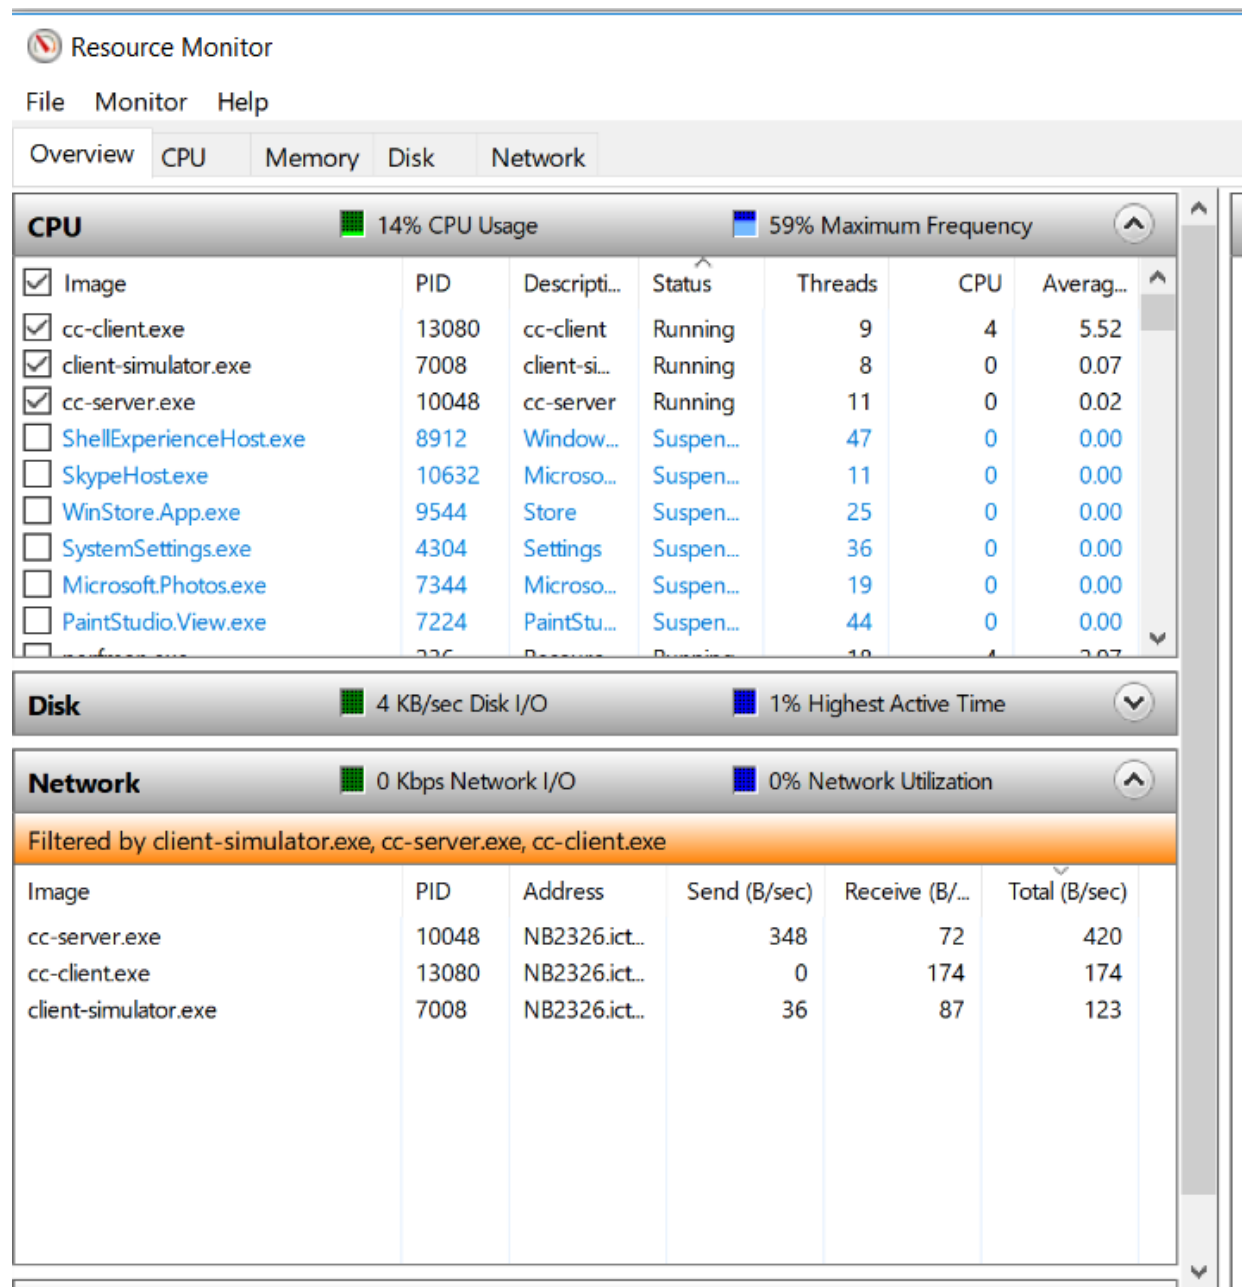 Resource Monitor
File Monitor Help
Overview CPU Memory Disk Network
CPU 14% CPU Usage 59% Maximum Frequency
Image PID Descripti... Status Threads CPU Averag...
cc-client.exe 13080 cc-client Running 9 4 5.52
client-simulator.exe 7008 client-si... Running 8 0 0.07
cc-server.exe 10048 cc-server Running 11 0 0.02
ShellExperienceHost.exe 8912 Window... Suspen... 47 0 0.00
SkypeHost.exe 10632 Microso... Suspen... 11 0 0.00
WinStore.App.exe 9544 Store Suspen... 25 0 0.00
SystemSettings.exe 4304 Settings Suspen... 36 0 0.00
Microsoft.Photos.exe 7344 Microso... Suspen... 19 0 0.00
PaintStudio.View.exe 7224 PaintStu... Suspen... 44 0 0.00
Disk 4 KB/sec Disk I/O 1% Highest Active Time
Network 0 Kbps Network I/O 0% Network Utilization
Filtered by client-simulator.exe, cc-server.exe, cc-client.exe
Image PID Address Send (B/sec) Receive (B/... Total (B/sec)
cc-server.exe 10048 NB2326.ict... 348 72 420
cc-client.exe 13080 NB2326.ict... 0 174 174
client-simulator.exe 7008 NB2326.ict... 36 87 123